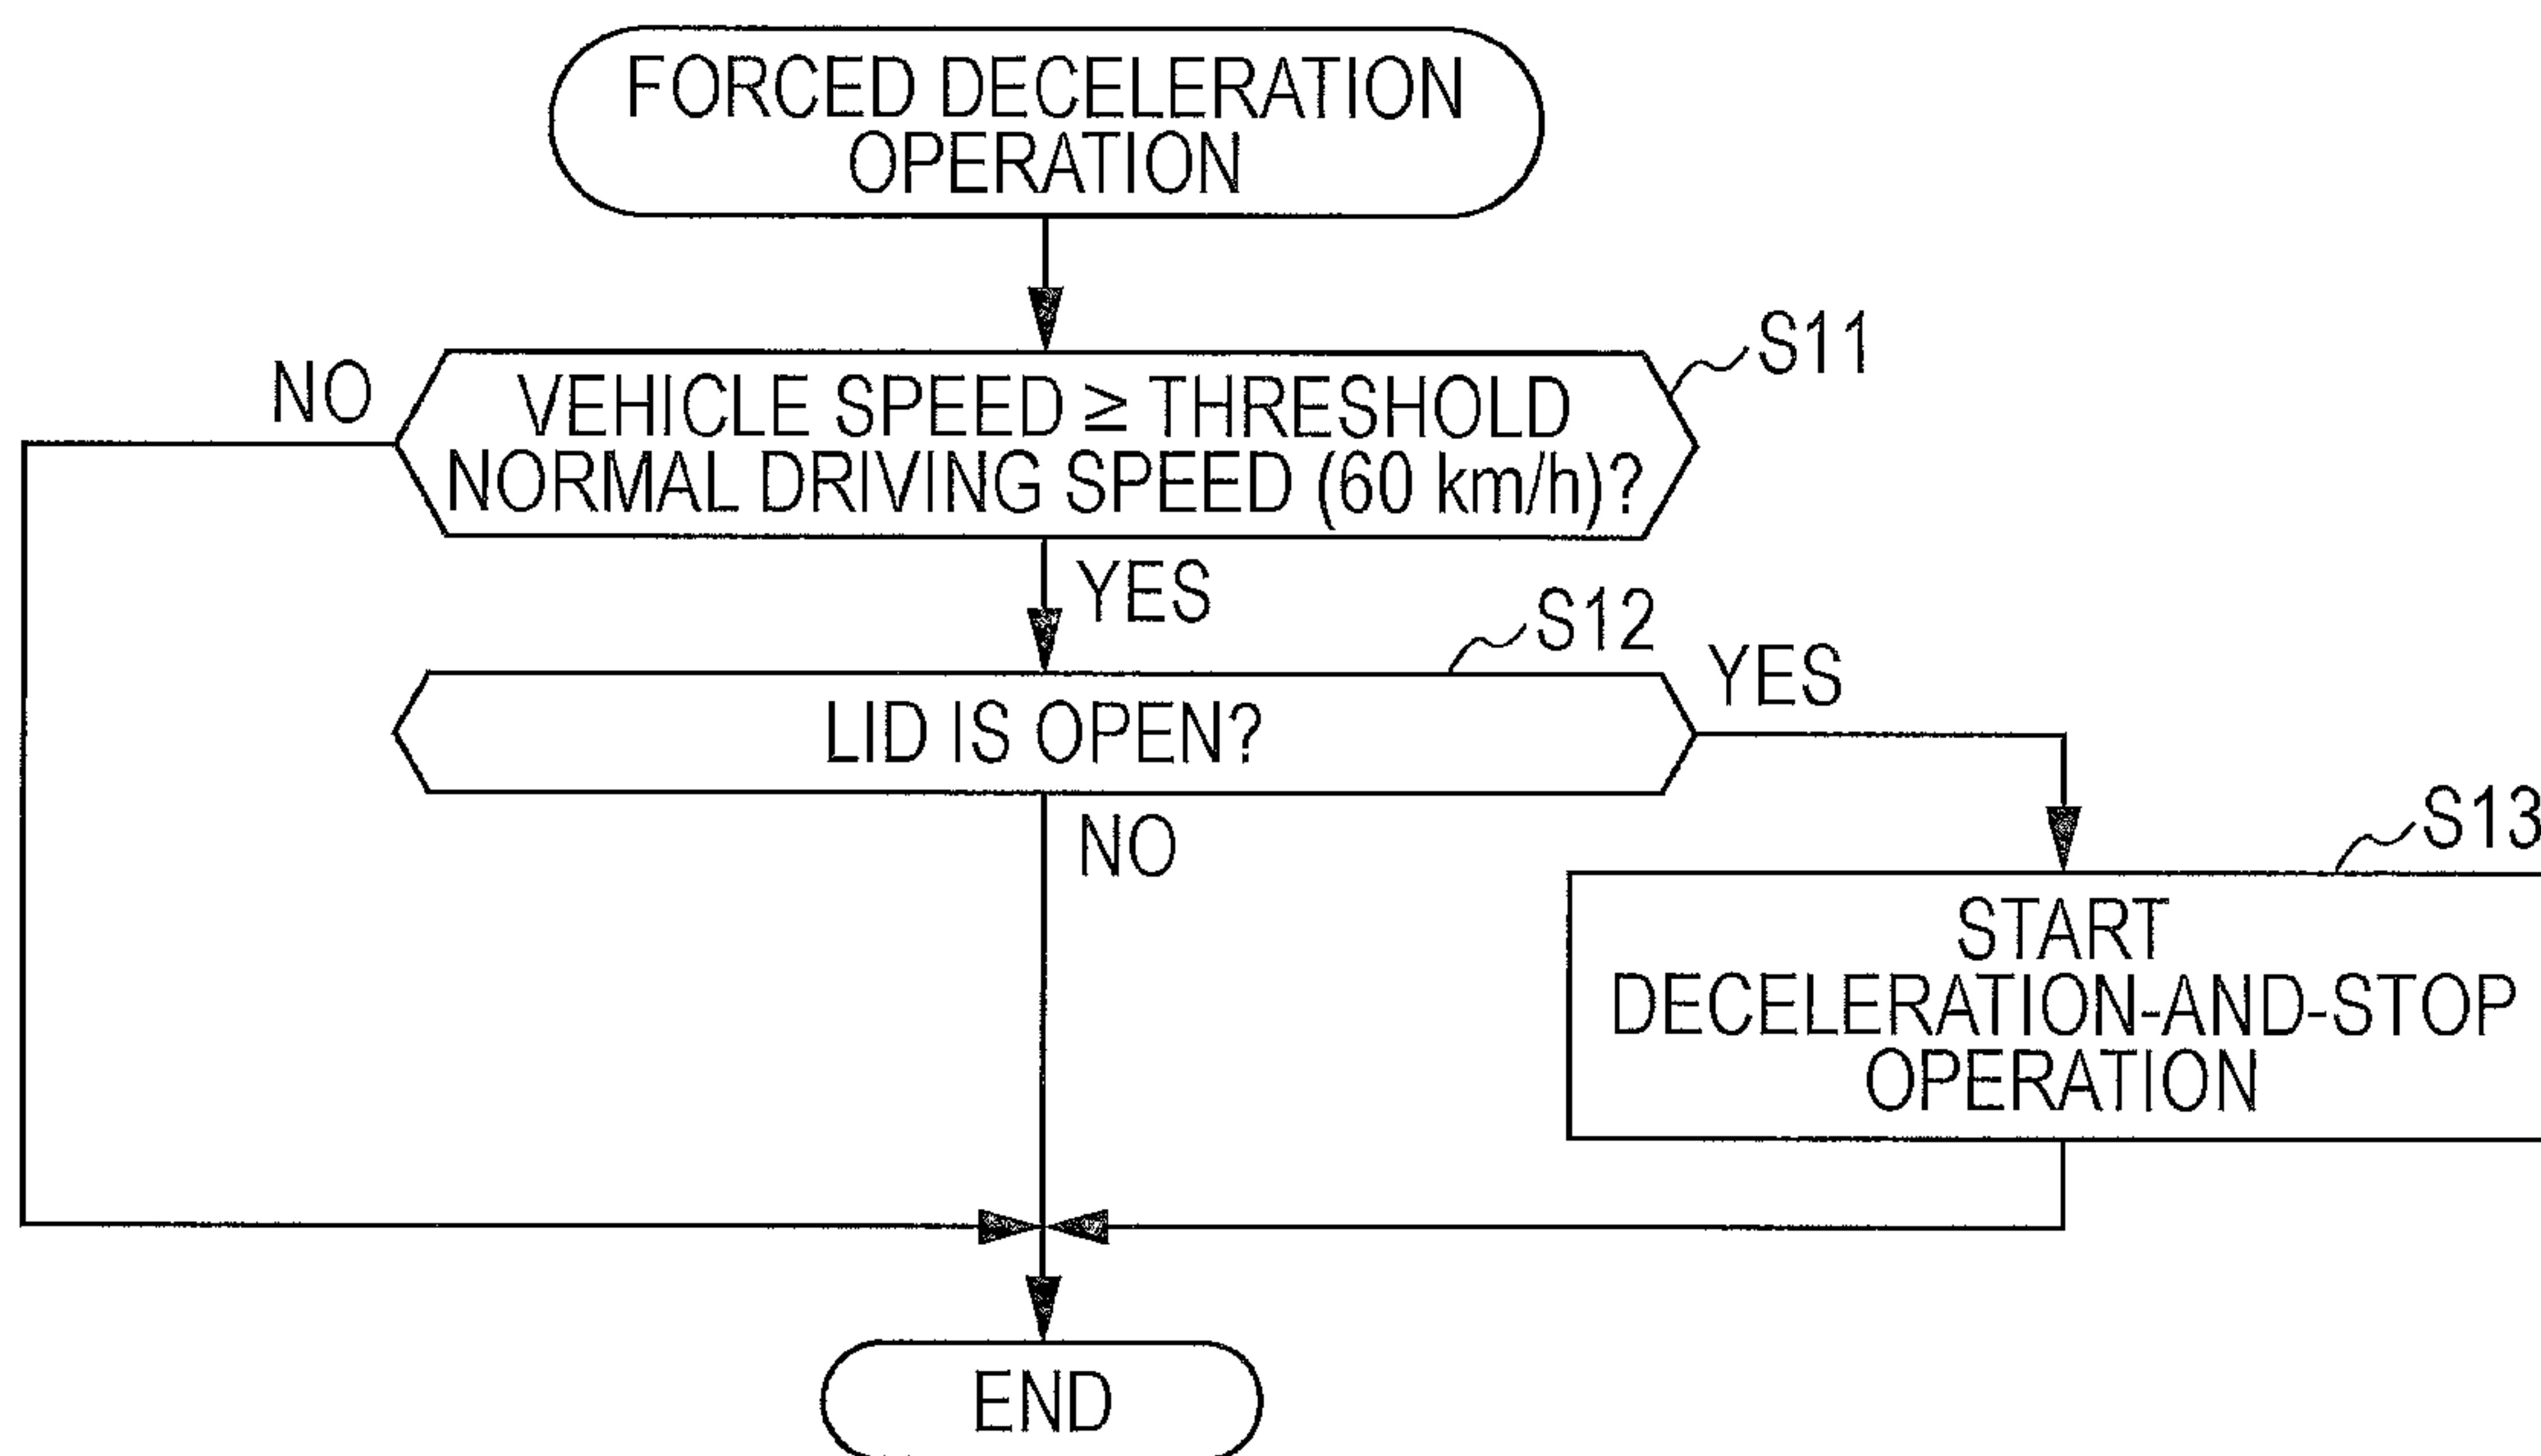 FORCED DECELERATION
OPERATION
S11
NO
VEHICLE SPEED ≥ THRESHOLD
NORMAL DRIVING SPEED (60 km/h)?
YES
S12
YES
LID IS OPEN?
NO
S13
START
DECELERATION-AND-STOP
OPERATION
END